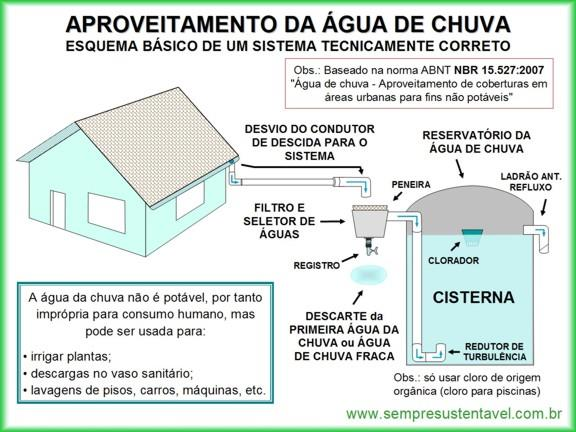 APROVEITAMENTO DA ÁGUA DE CHUVA
ESQUEMA BÁSICO DE UM SISTEMA TECNICAMENTE CORRETO
Obs.: Baseado na norma ABNT NBR 15.527:2007
"Água de chuva - Aproveitamento de coberturas em
áreas urbanas para fins não potáveis"
DESVIO DO CONDUTOR
DE DESCIDA PARA O
SISTEMA
RESERVATÓRIO DA
ÁGUA DE CHUVA
LADRÃO ANT.
REFLUXO
PENEIRA
FILTRO E
SELETOR DE
ÁGUAS
REGISTRO
CLORADOR
CISTERNA
DESCARTE da
PRIMEIRA ÁGUA DA
CHUVA ou ÁGUA
DE CHUVA FRACA
REDUTOR DE
TURBULÊNCIA
Obs.: só usar cloro de origem
orgânica (cloro para piscinas)
A água da chuva não é potável, por tanto
imprópria para consumo humano, mas
pode ser usada para:
• irrigar plantas;
• descargas no vaso sanitário;
• lavagens de pisos, carros, máquinas, etc.
www.sempresustentavel.com.br